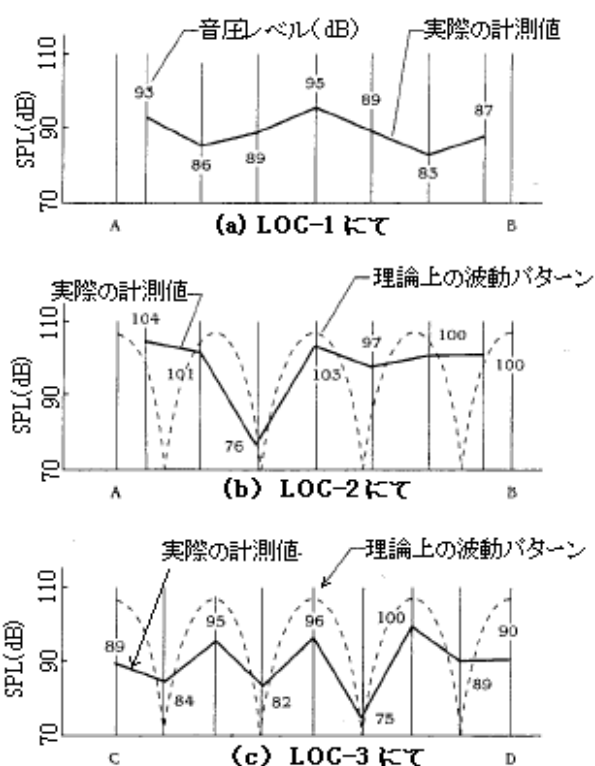 音圧レベル(dB)
実際の計測値
110
90
70
SPL(dB)
93
86
89
95
89
83
87
A
B
(a) LOC-1 にて
実際の計測値
理論上の波動パターン
110
90
70
SPL(dB)
104
101
76
103
97
100
100
A
B
(b) LOC-2 にて
実際の計測値
理論上の波動パターン
110
90
70
SPL(dB)
89
84
95
82
96
75
100
89
90
C
D
(c) LOC-3 にて